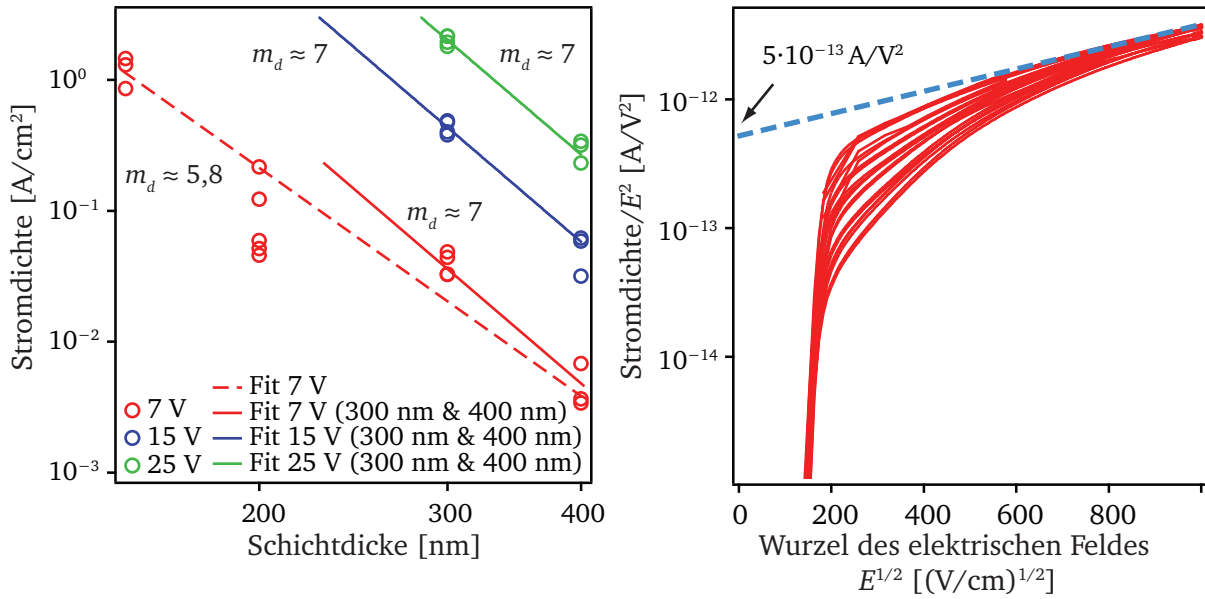 Stromdichte [A/cm²]
10⁰
10⁻¹
10⁻²
10⁻³
m_d ≈ 7
m_d ≈ 7
m_d ≈ 5,8
m_d ≈ 7
Fit 7 V
7 V
Fit 7 V (300 nm & 400 nm)
15 V
Fit 15 V (300 nm & 400 nm)
25 V
Fit 25 V (300 nm & 400 nm)
200
300
400
Schichtdicke [nm]
Stromdichte/E² [A/V²]
5·10⁻¹³ A/V²
10⁻¹²
10⁻¹³
10⁻¹⁴
0
200
400
600
800
Wurzel des elektrischen Feldes
E^{1/2} [(V/cm)^{1/2}]